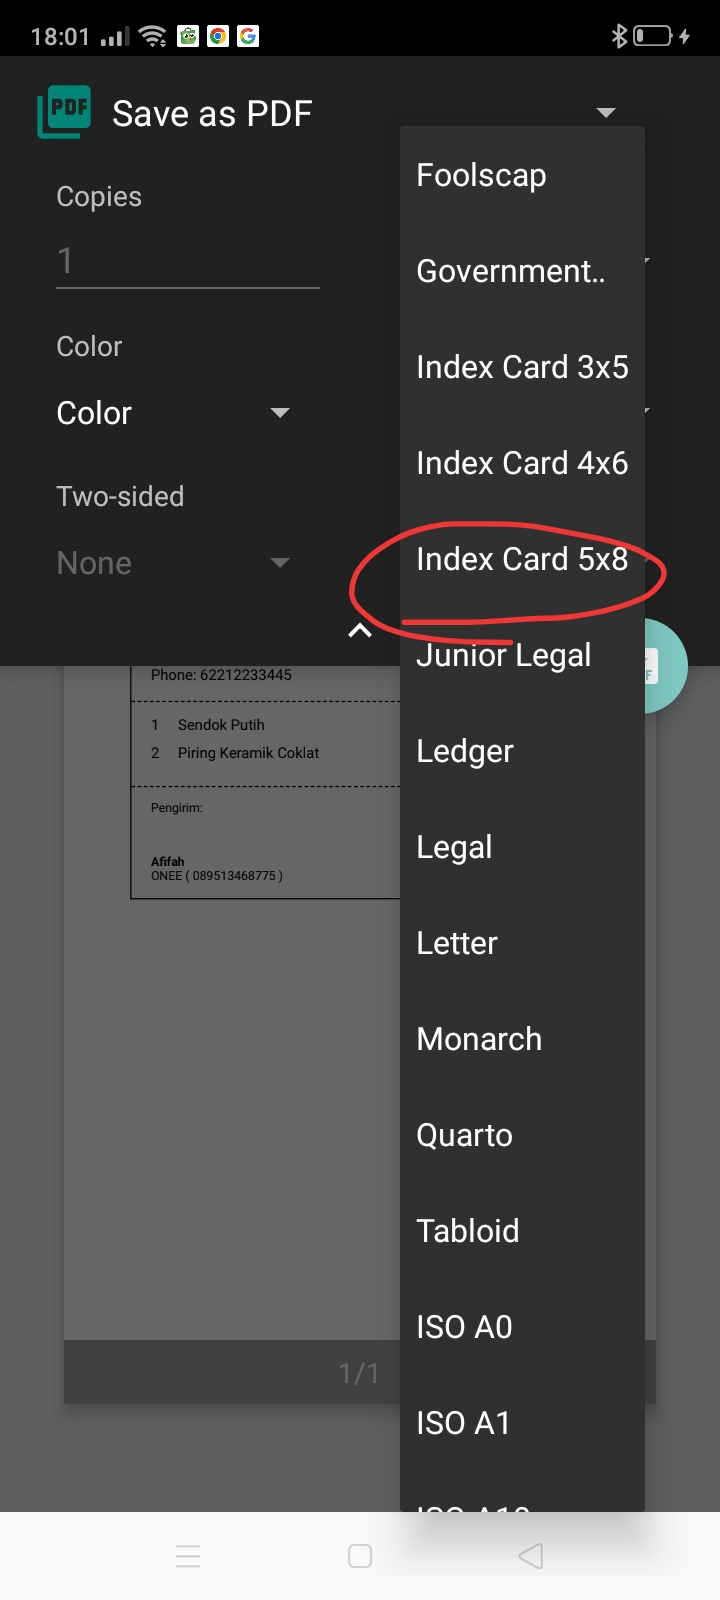 18:01
PDF Save as PDF
Copies
1
Color
Color
Two-sided
None
Foolscap
Government..
Index Card 3x5
Index Card 4x6
Index Card 5x8
Junior Legal
Ledger
Legal
Letter
Monarch
Quarto
Tabloid
ISO A0
ISO A1
Phone: 62212233445
1 Sendok Putih
2 Piring Keramik Coklat
Pengirim:
Afifah
ONEE ( 089513468775 )
1/1